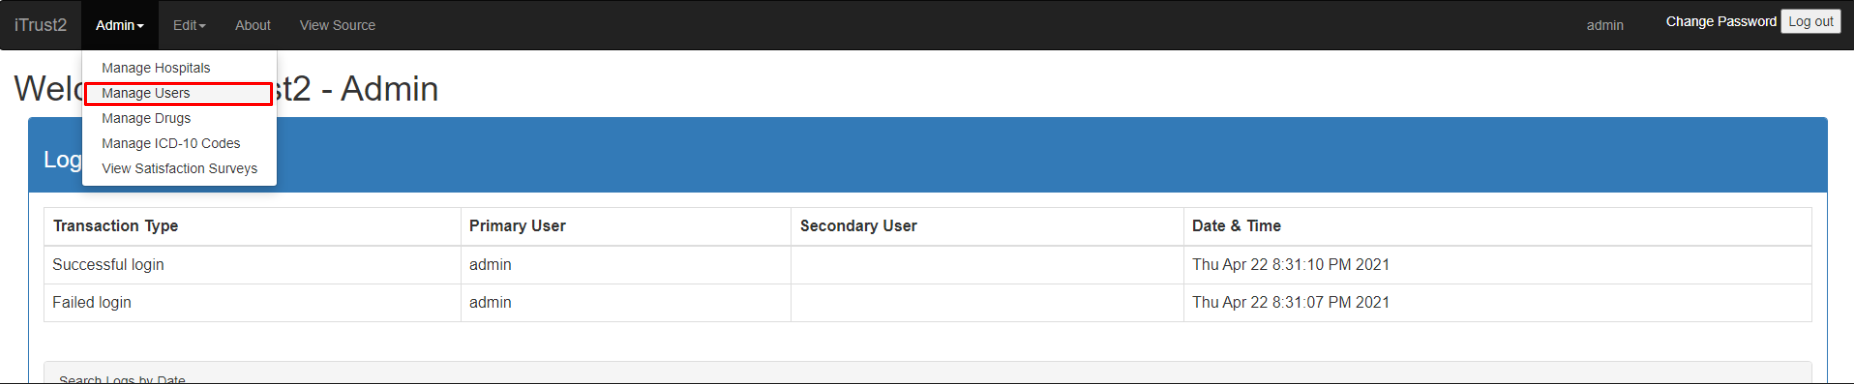 iTrust2 Admin Edit About View Source admin Change Password Log out
Manage Hospitals
Manage Users
Manage Drugs
Manage ICD-10 Codes
View Satisfaction Surveys
st2 - Admin
Log
Transaction Type Primary User Secondary User Date & Time
Successful login admin Thu Apr 22 8:31:10 PM 2021
Failed login admin Thu Apr 22 8:31:07 PM 2021
Search Logs by Date